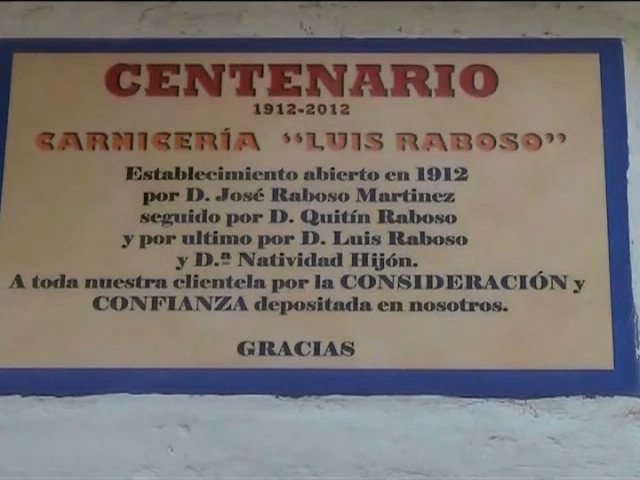 CENTENARIO
1912-2012
CARNICERÍA "LUIS RABOSO"
Establecimiento abierto en 1912
por D. José Raboso Martinez
seguido por D. Quitín Raboso
y por ultimo por D. Luis Raboso
y D.ª Natividad Hijón.
A toda nuestra clientela por la CONSIDERACIÓN y
CONFIANZA depositada en nosotros.
GRACIAS